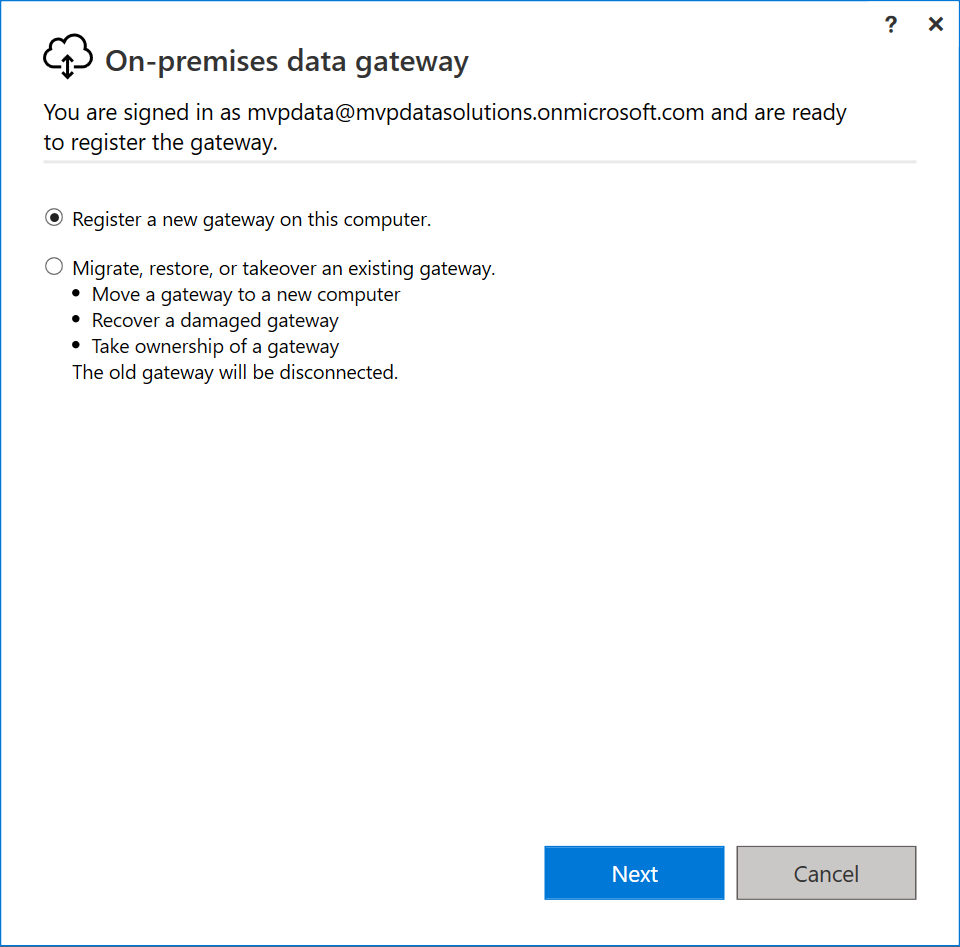 ?
On-premises data gateway
You are signed in as mvpdata@mvpdatasolutions.onmicrosoft.com and are ready
to register the gateway.
Register a new gateway on this computer.
Migrate, restore, or takeover an existing gateway.
• Move a gateway to a new computer
• Recover a damaged gateway
• Take ownership of a gateway
The old gateway will be disconnected.
Next
Cancel